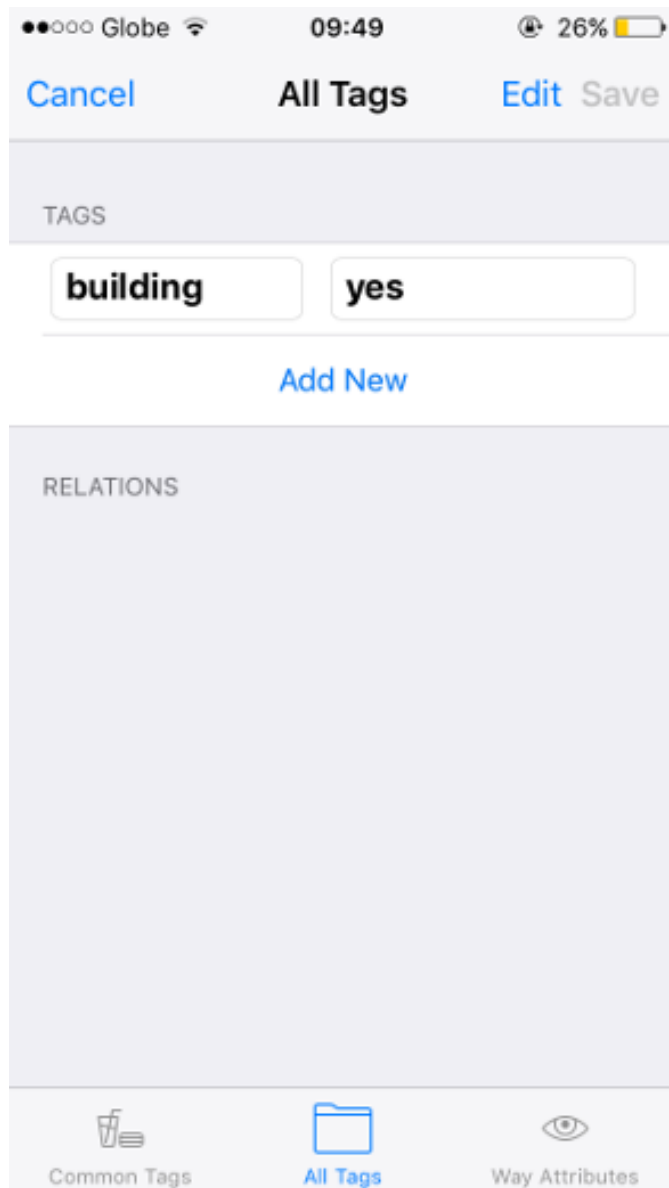 Globe 09:49 26%
Cancel All Tags Edit Save
TAGS
building yes
Add New
RELATIONS
Common Tags All Tags Way Attributes